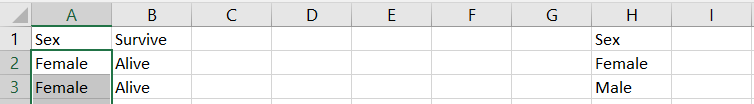 A B C D E F G H I
1 Sex Survive Sex
2 Female Alive Female
3 Female Alive Male